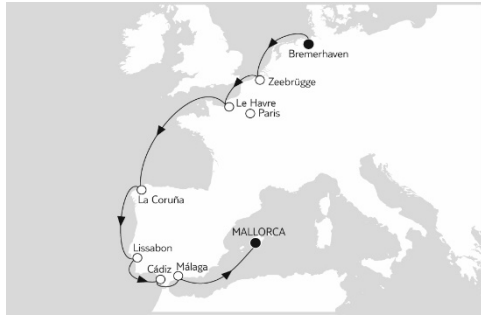 Bremerhaven
Zeebrügge
Le Havre
Paris
La Coruña
MALLORCA
Lissabon
Cádiz
Málaga